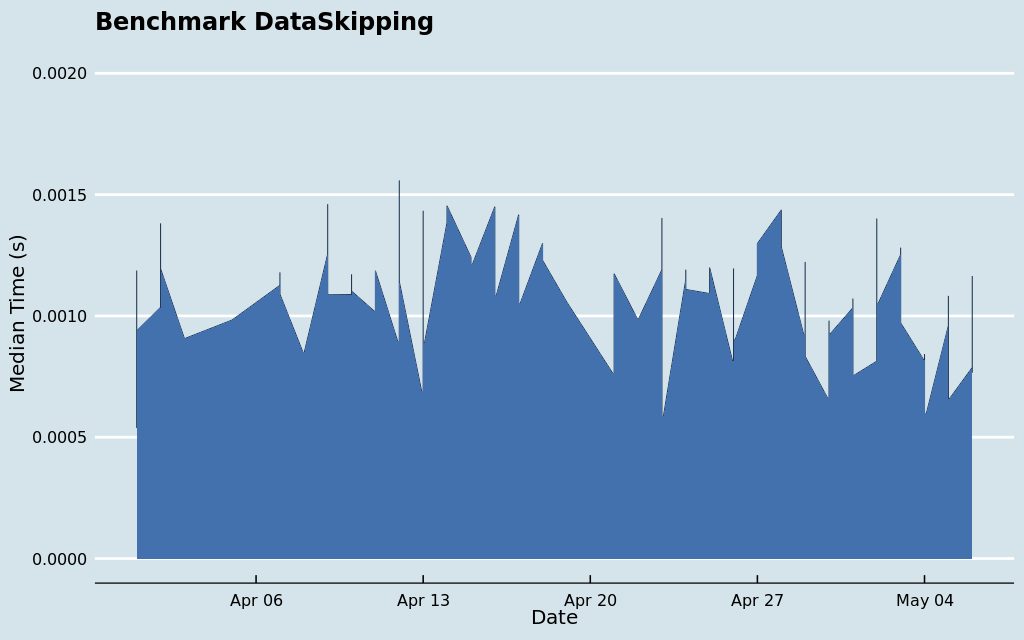 Benchmark DataSkipping
Median Time (s)
0.0020
0.0015
0.0010
0.0005
0.0000
Apr 06
Apr 13
Apr 20
Apr 27
May 04
Date